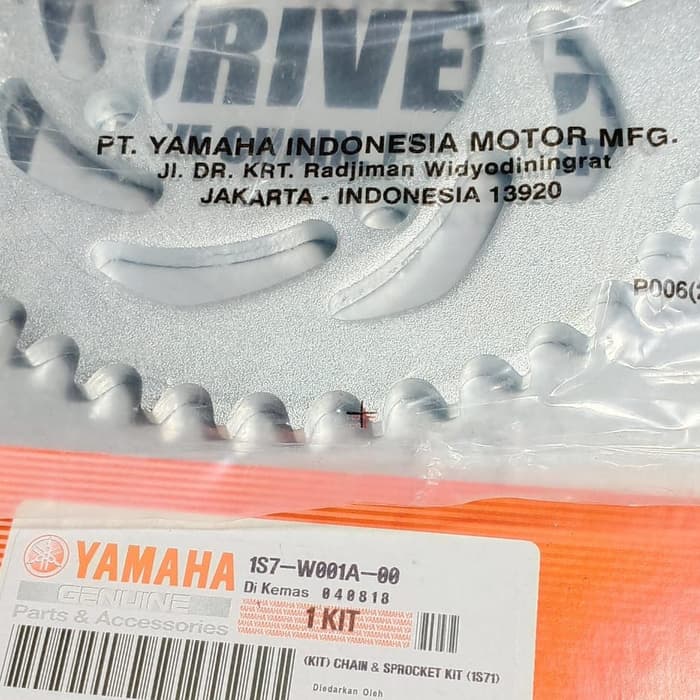 DRIVE
PT. YAMAHA INDONESIA MOTOR MFG.
Jl. DR. KRT. Radjiman Widyodiningrat
JAKARTA - INDONESIA 13920
P006(
YAMAHA
GENUINE
Parts & Accessories
1S7-W001A-00
Di Kemas 040818
1 KIT
(KIT) CHAIN & SPROCKET KIT (1S71)
Diedarkan Oleh